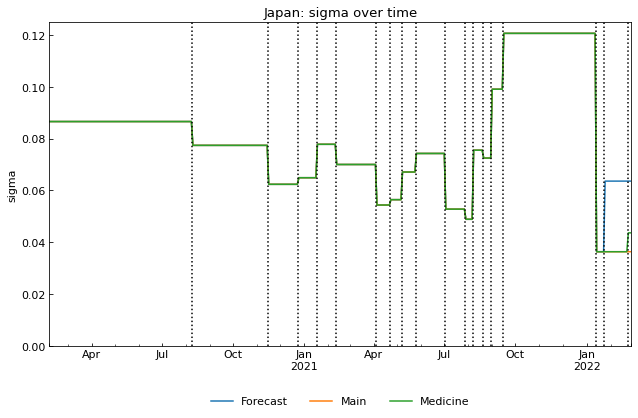 Japan: sigma over time
0.12
0.10
0.08
0.06
0.04
0.02
0.00
sigma
Apr Jul Oct Jan Apr Jul Oct Jan
2021 2022
Forecast Main Medicine